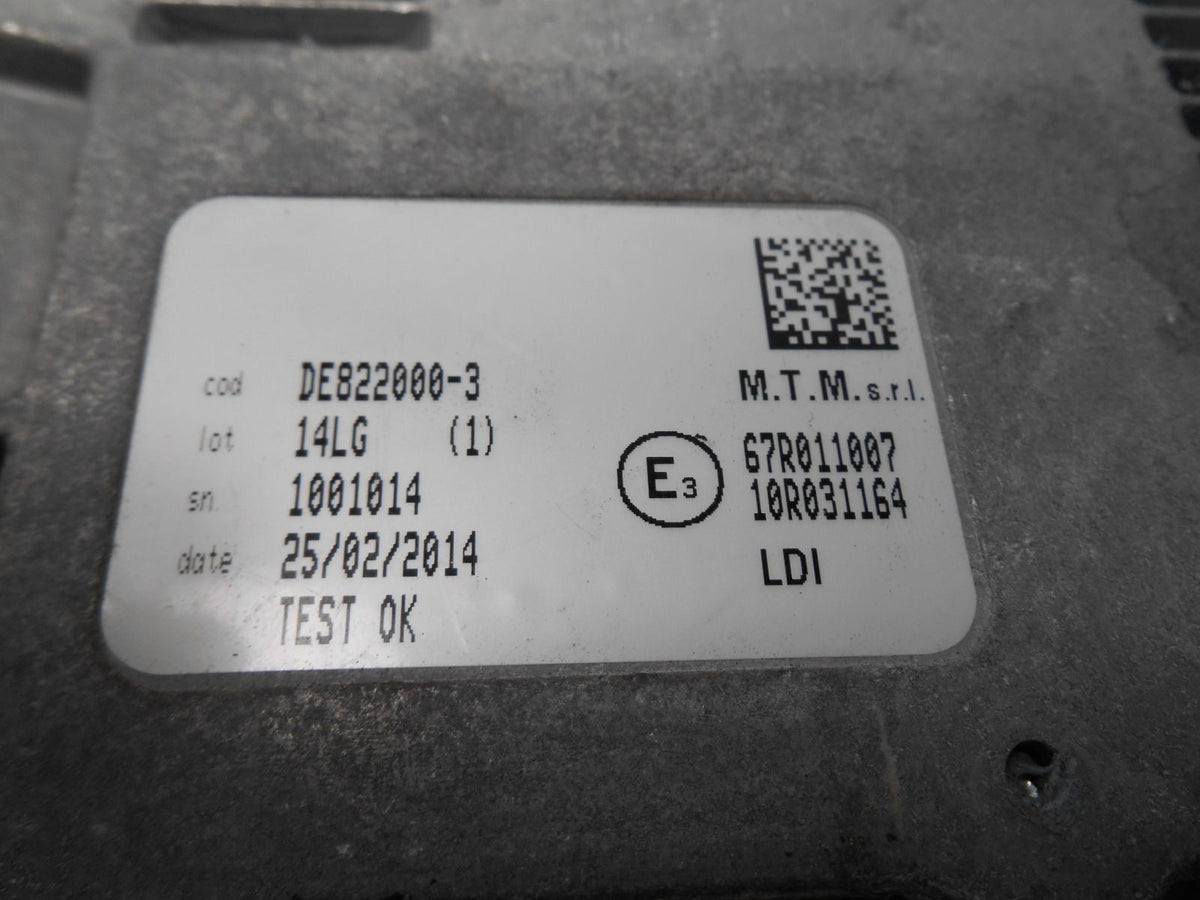 cod DE822000-3
lot 14LG (1)
sn. 1001014
date 25/02/2014
TEST OK
M.T.M. s.r.l.
E3 67R011007
10R031164
LDI